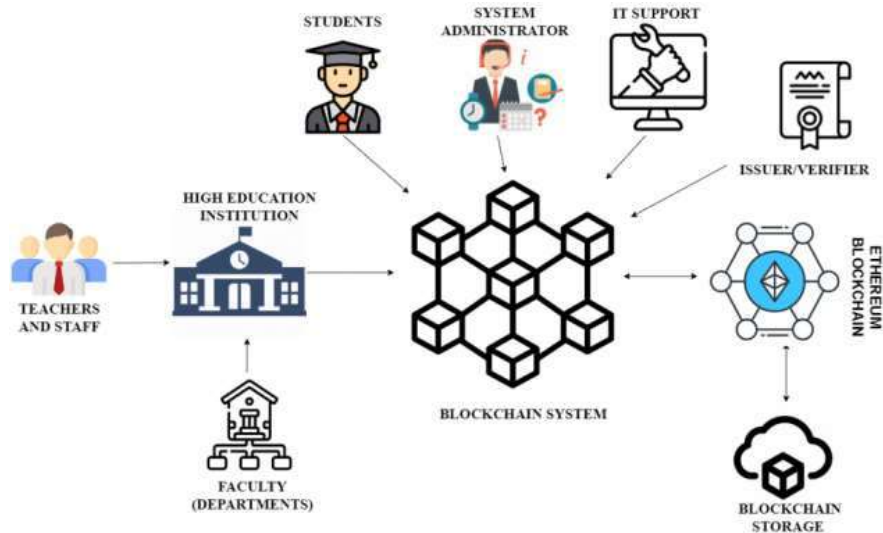 STUDENTS
SYSTEM
ADMINISTRATOR
IT SUPPORT
ISSUER/VERIFIER
HIGH EDUCATION
INSTITUTION
TEACHERS
AND STAFF
ETHEREUM
BLOCKCHAIN
BLOCKCHAIN SYSTEM
FACULTY
(DEPARTMENTS)
BLOCKCHAIN
STORAGE